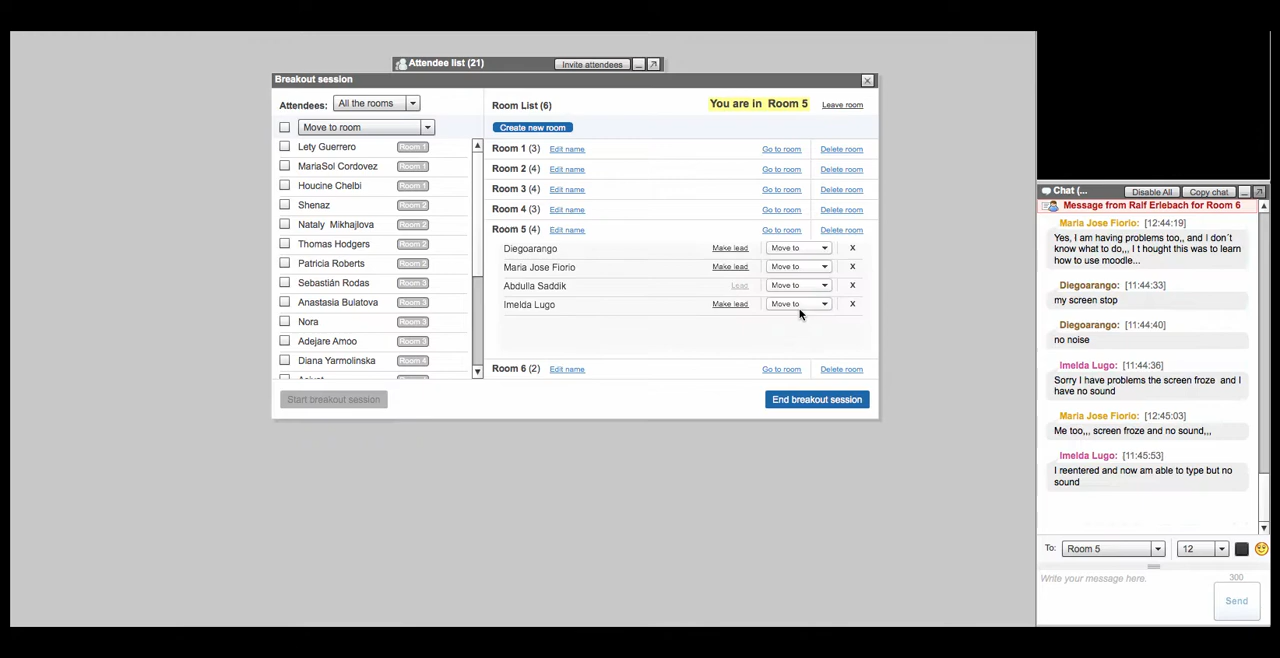 Attendee list (21)
Invite attendees
Breakout session
Attendees: All the rooms
Move to room
Lety Guerrero Room 1
MariaSol Cordovez Room 1
Houcine Chelbi Room 1
Shenaz Room 2
Nataly Mikhajlova Room 2
Thomas Hodgers Room 2
Patricia Roberts Room 2
Sebastián Rodas Room 3
Anastasia Bulatova Room 3
Nora Room 3
Adejare Amoo Room 3
Diana Yarmolinska Room 4
Start breakout session
Room List (6)
You are in Room 5
Leave room
Create new room
Room 1 (3) Edit name Go to room Delete room
Room 2 (4) Edit name Go to room Delete room
Room 3 (4) Edit name Go to room Delete room
Room 4 (3) Edit name Go to room Delete room
Room 5 (4) Edit name Go to room Delete room
Diegoarango Make lead Move to X
Maria Jose Fiorio Make lead Move to X
Abdulla Saddik Lead Move to X
Imelda Lugo Make lead Move to X
Room 6 (2) Edit name Go to room Delete room
End breakout session
Chat (... Disable All Copy chat
Message from Ralf Erlebach for Room 6
Maria Jose Fiorio: [12:44:19]
Yes, I am having problems too,, and I don´t
know what to do,,, I t hought this was to learn
how to use moodle...
Diegoarango: [11:44:33]
my screen stop
Diegoarango: [11:44:40]
no noise
Imelda Lugo: [11:44:36]
Sorry I have problems the screen froze and I
have no sound
Maria Jose Fiorio: [12:45:03]
Me too,,, screen froze and no sound,,,
Imelda Lugo: [11:45:53]
I reentered and now am able to type but no
sound
To: Room 5 12
Write your message here. 300
Send